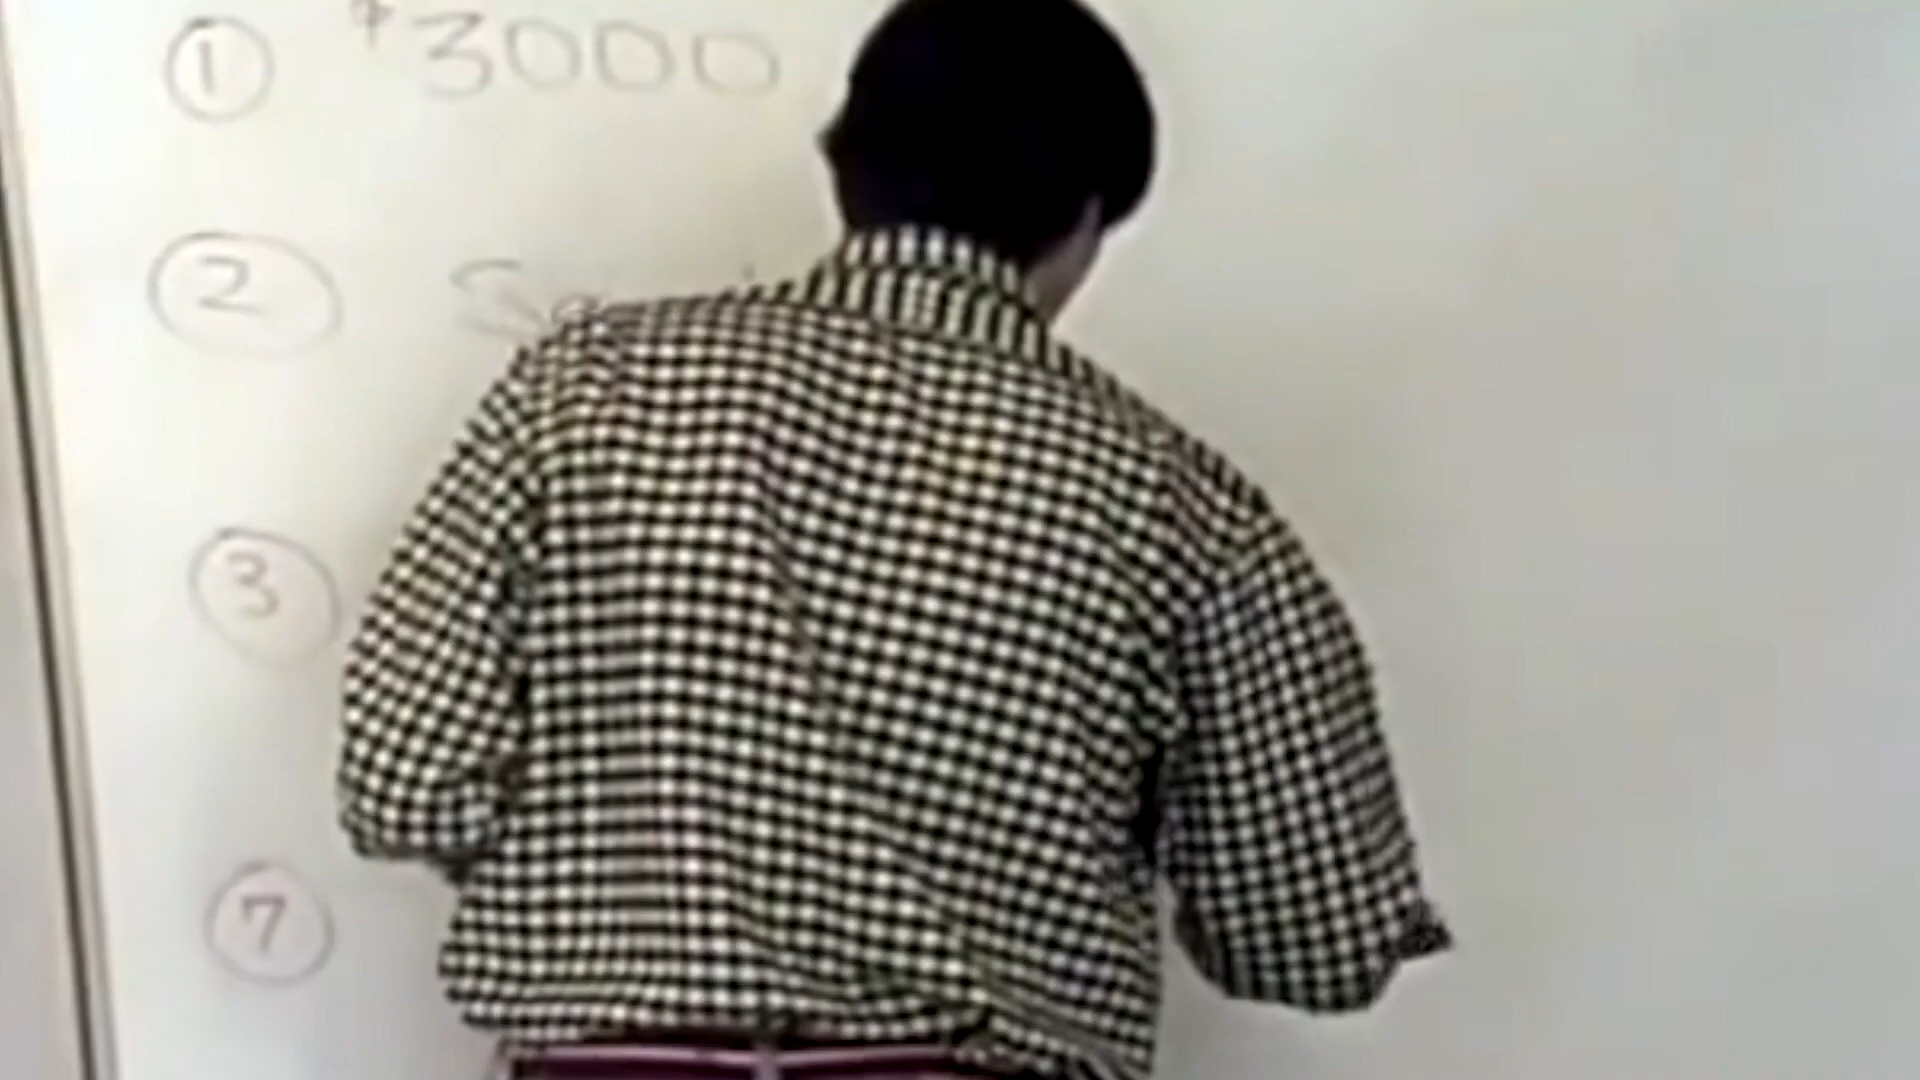 ① $3000
②
③
⑦